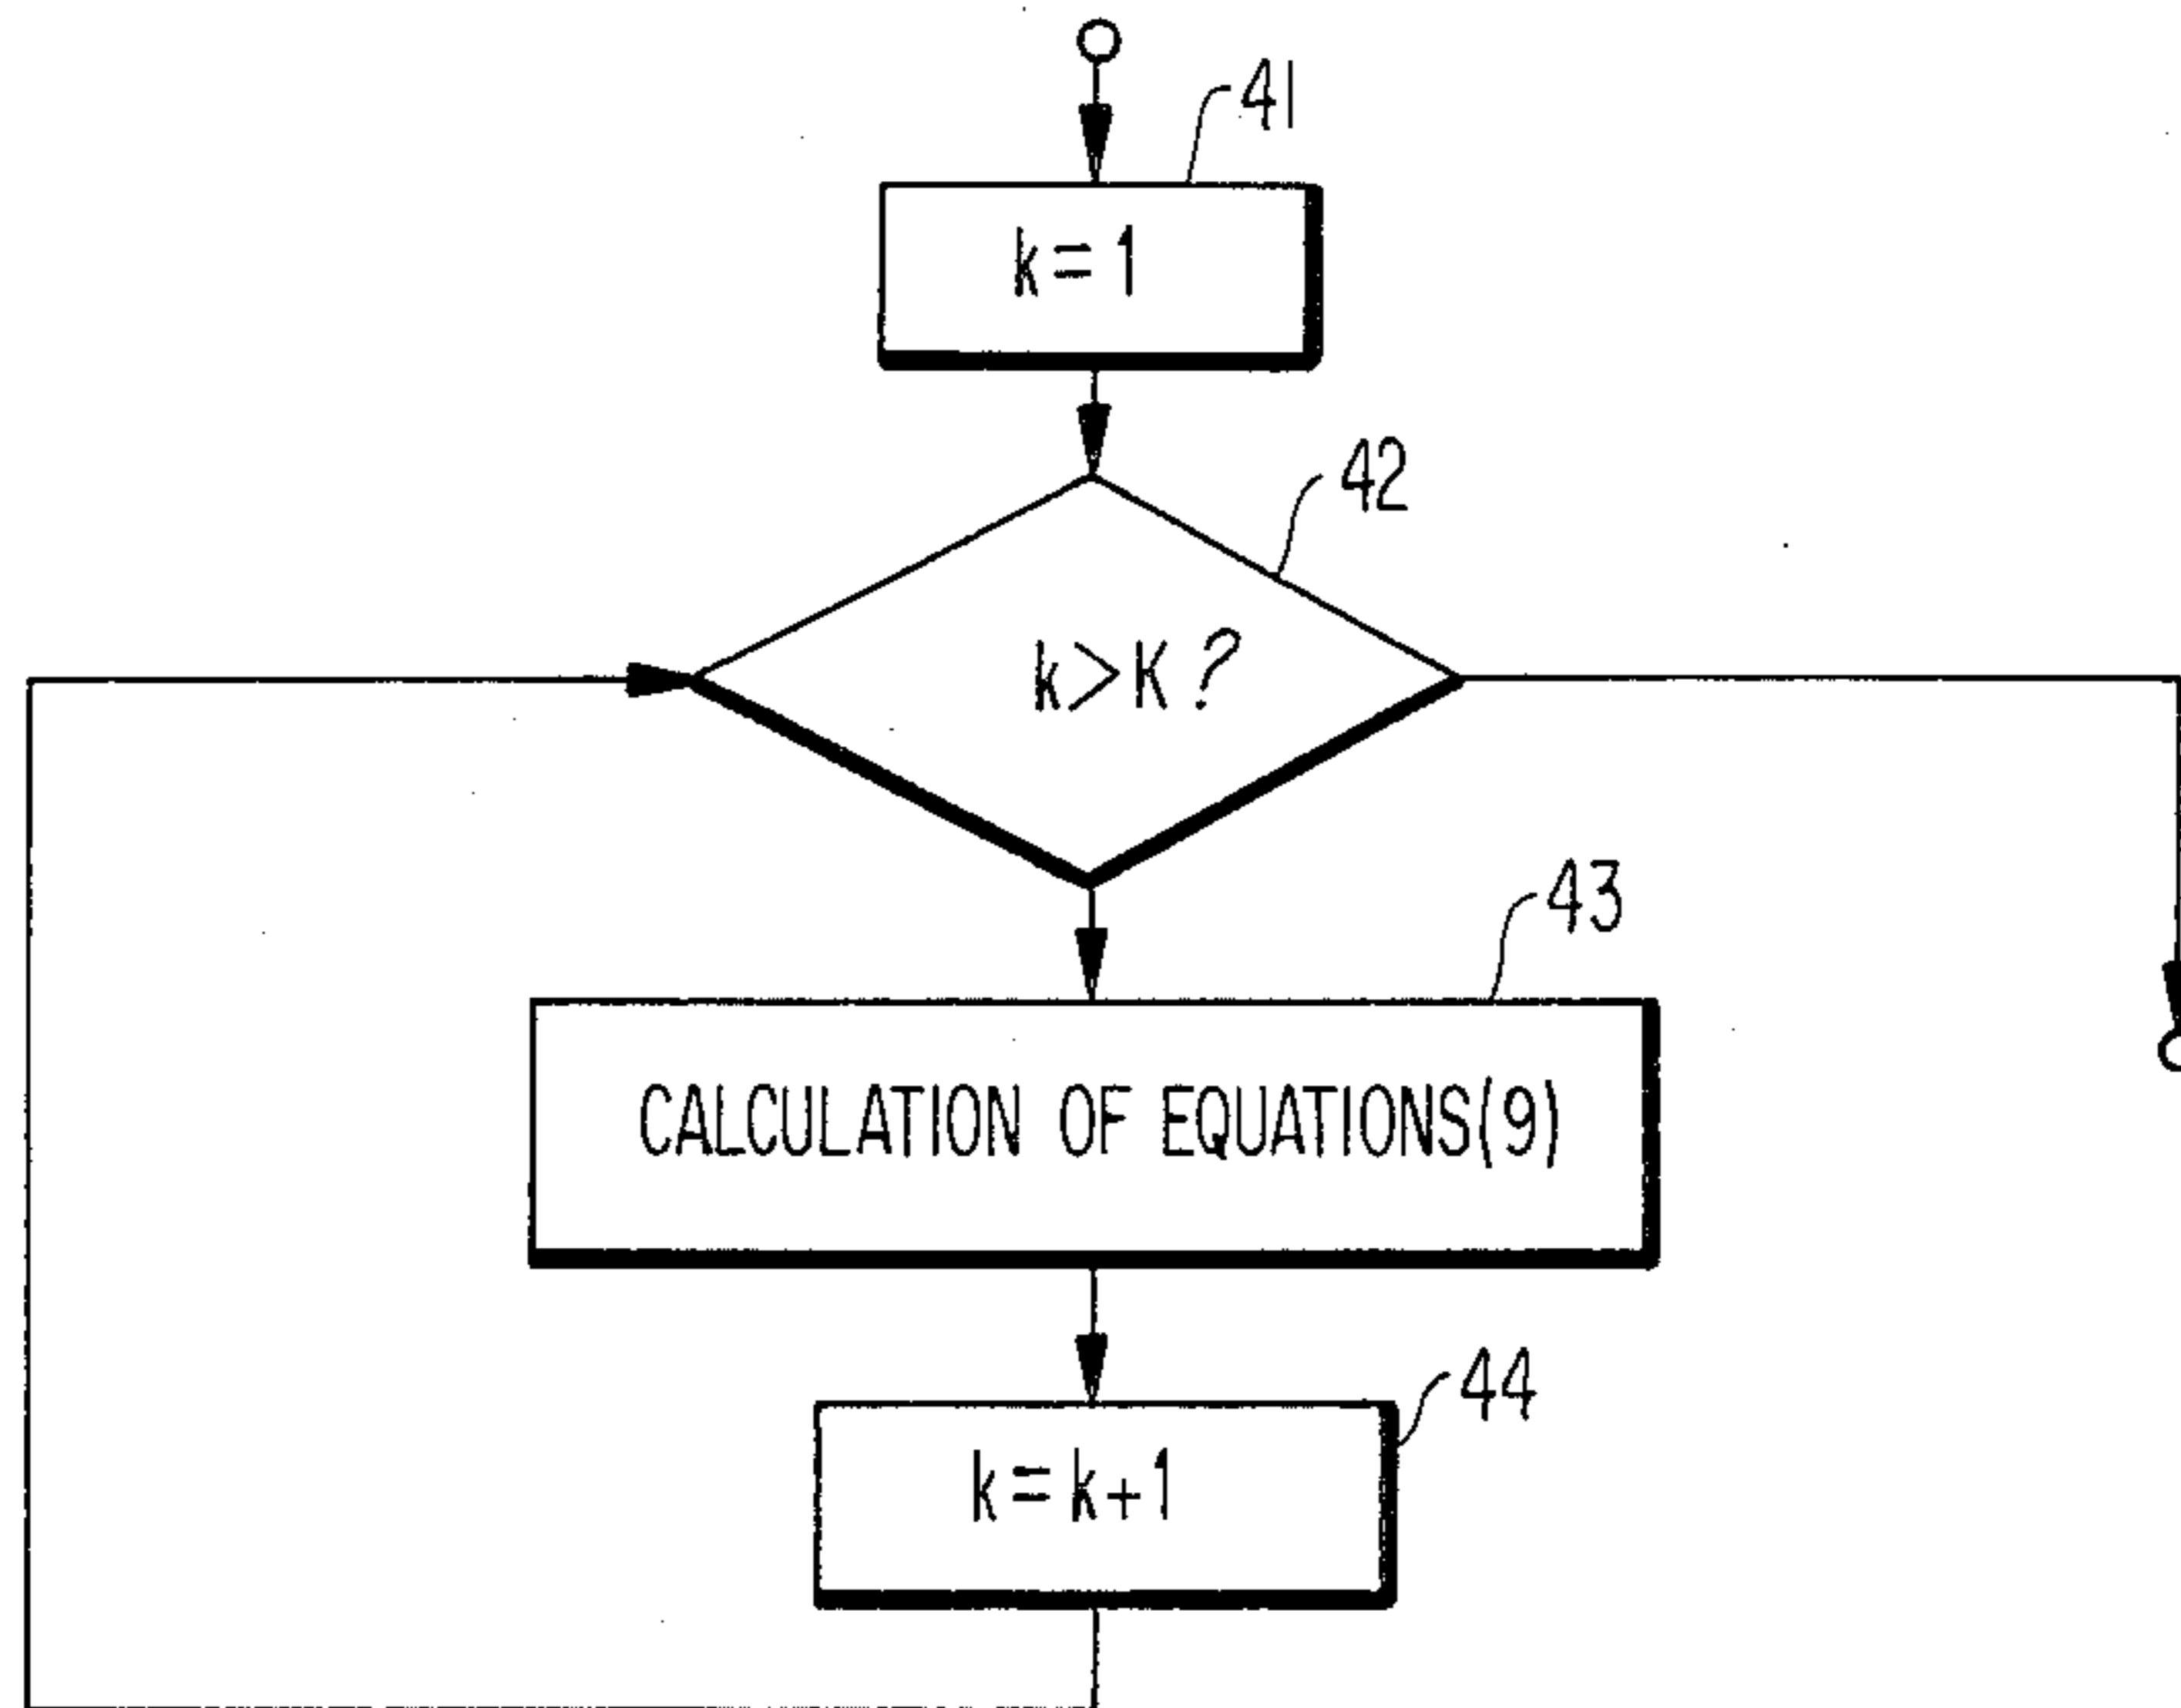 41
k=1
42
k>K?
43
CALCULATION OF EQUATIONS(9)
44
k=k+1